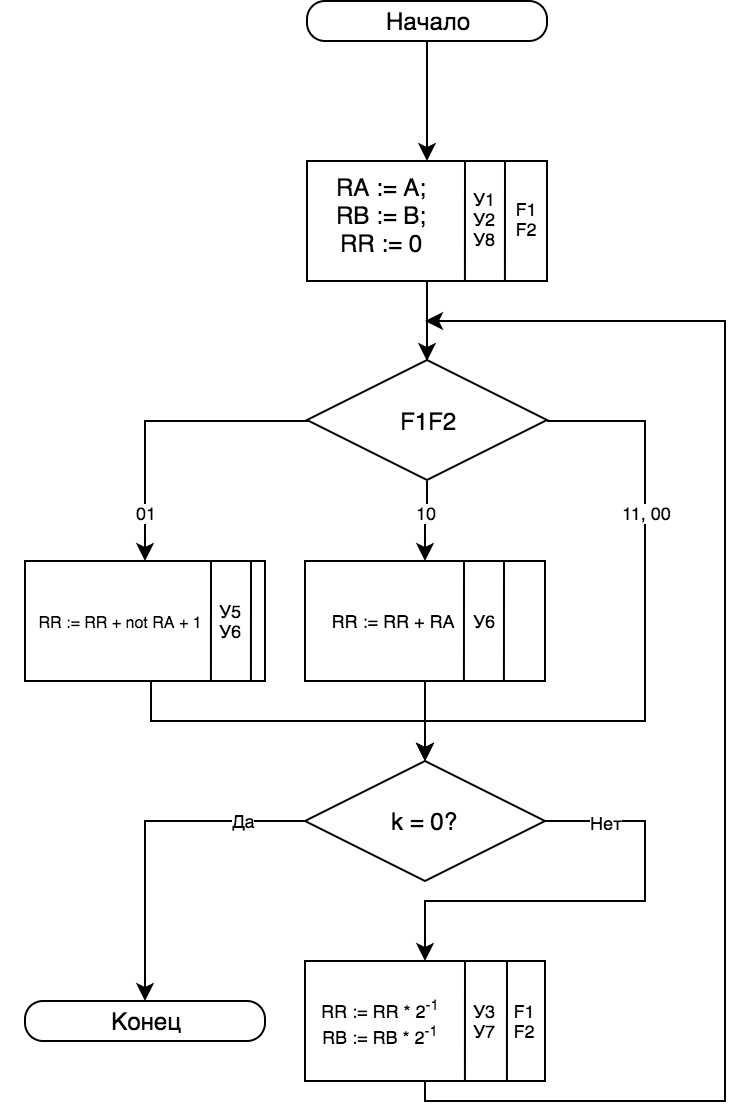 Начало
RA := A;
RB := B;
RR := 0
У1
У2
У8
F1
F2
F1F2
01
10
11, 00
RR := RR + not RA + 1
У5
У6
RR := RR + RA
У6
k = 0?
Да
Нет
Конец
RR := RR * 2⁻¹
RB := RB * 2⁻¹
У3
У7
F1
F2